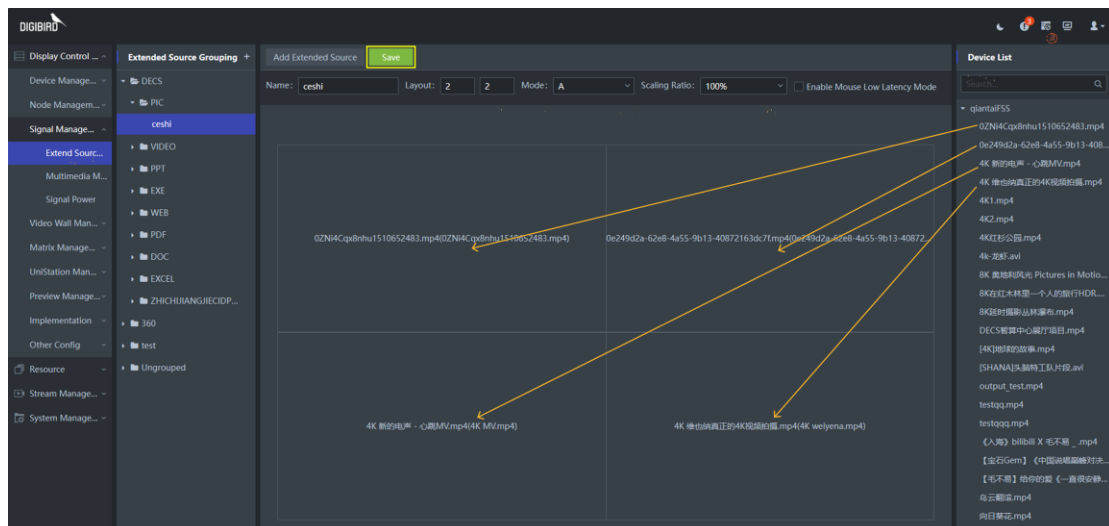 DIGIBIRD
3
Display Control ...
Device Manage...
Node Managem...
Signal Manage...
Extend Sourc...
Multimedia M...
Signal Power
Video Wall Man...
Matrix Manage...
UniStation Man...
Preview Manage...
Implementation
Other Config
Resource
Stream Manage...
System Manage...
Extended Source Grouping +
DECS
PIC
ceshi
VIDEO
PPT
EXE
WEB
PDF
DOC
EXCEL
ZHICHIJIANGJIECIDP...
360
test
Ungrouped
Add Extended Source Save
Name: ceshi Layout: 2 2 Mode: A Scaling Ratio: 100% Enable Mouse Low Latency Mode
0ZNi4Cqx8nhu1510652483.mp4(0ZNi4Cqx8nhu1510652483.mp4)
0e249d2a-62e8-4a55-9b13-40872163dc7f.mp4(0e249d2a-62e8-4a55-9b13-40872...
4K 新的电声 - 心跳MV.mp4(4K MV.mp4)
4K 维也纳真正的4K视频拍摄.mp4(4K weiyena.mp4)
Device List
Search...
qiantaiFSS
0ZNi4Cqx8nhu1510652483.mp4
0e249d2a-62e8-4a55-9b13-408...
4K 新的电声 - 心跳MV.mp4
4K 维也纳真正的4K视频拍摄.mp4
4K1.mp4
4K2.mp4
4K红杉公园.mp4
4k-龙虾.avi
8K 奥地利风光 Pictures in Motio...
8K在红木林里一个人的旅行HDR....
8K延时摄影丛林瀑布.mp4
DECS智算中心展厅项目.mp4
[4K]地球的故事.mp4
[SHANA]头脑特工队片段.avi
output_test.mp4
testqq.mp4
testqqq.mp4
《入海》bilibill X 毛不易 _ .mp4
【宝石Gem】《中国说唱巅峰对决...
【毛不易】给你的爱《一直很安静...
乌云翻滚.mp4
向日葵花.mp4